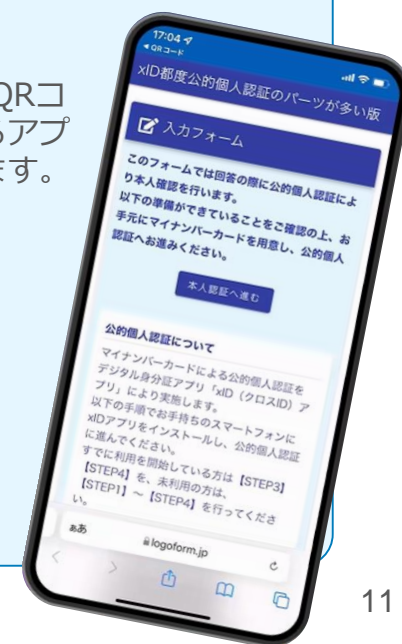 QRコ
るアプ
ます。
17:04
QRコード
xID都度公的個人認証のパーツが多い版
入力フォーム
このフォームでは回答の際に公的個人認証によ
り本人確認を行います。
以下の準備ができていることをご確認の上、お
手元にマイナンバーカードを用意し、公的個人
認証へお進みください。
本人認証へ進む
公的個人認証について
マイナンバーカードによる公的個人認証を
デジタル身分証アプリ「xID（クロスID）ア
プリ」により実施します。
以下の手順でお手持ちのスマートフォンに
xIDアプリをインストールし、公的個人認証
に進んでください。
すでに利用を開始している方は【STEP3】
【STEP4】を、未利用の方は、
【STEP1】～【STEP4】を行ってくださ
い。
ぁあ
logoform.jp
11